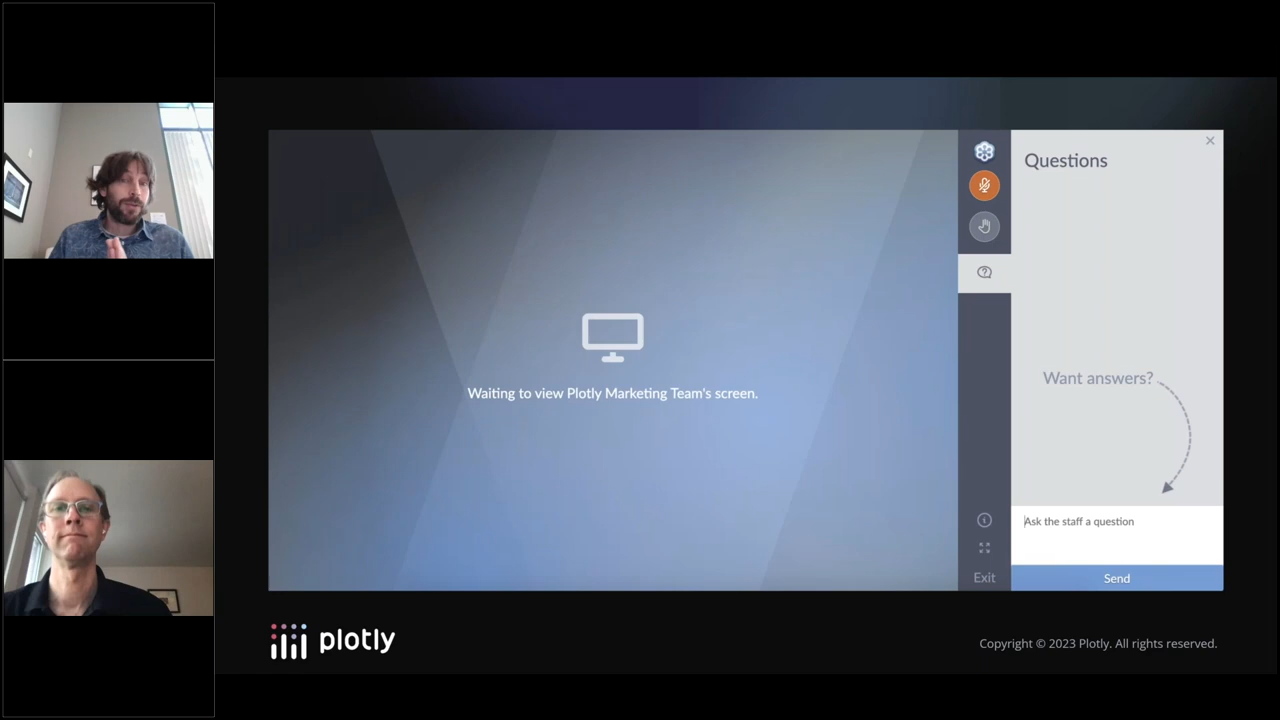 Questions
Waiting to view Plotly Marketing Team's screen.
Want answers?
Ask the staff a question
Send
Exit
plotly
Copyright © 2023 Plotly. All rights reserved.